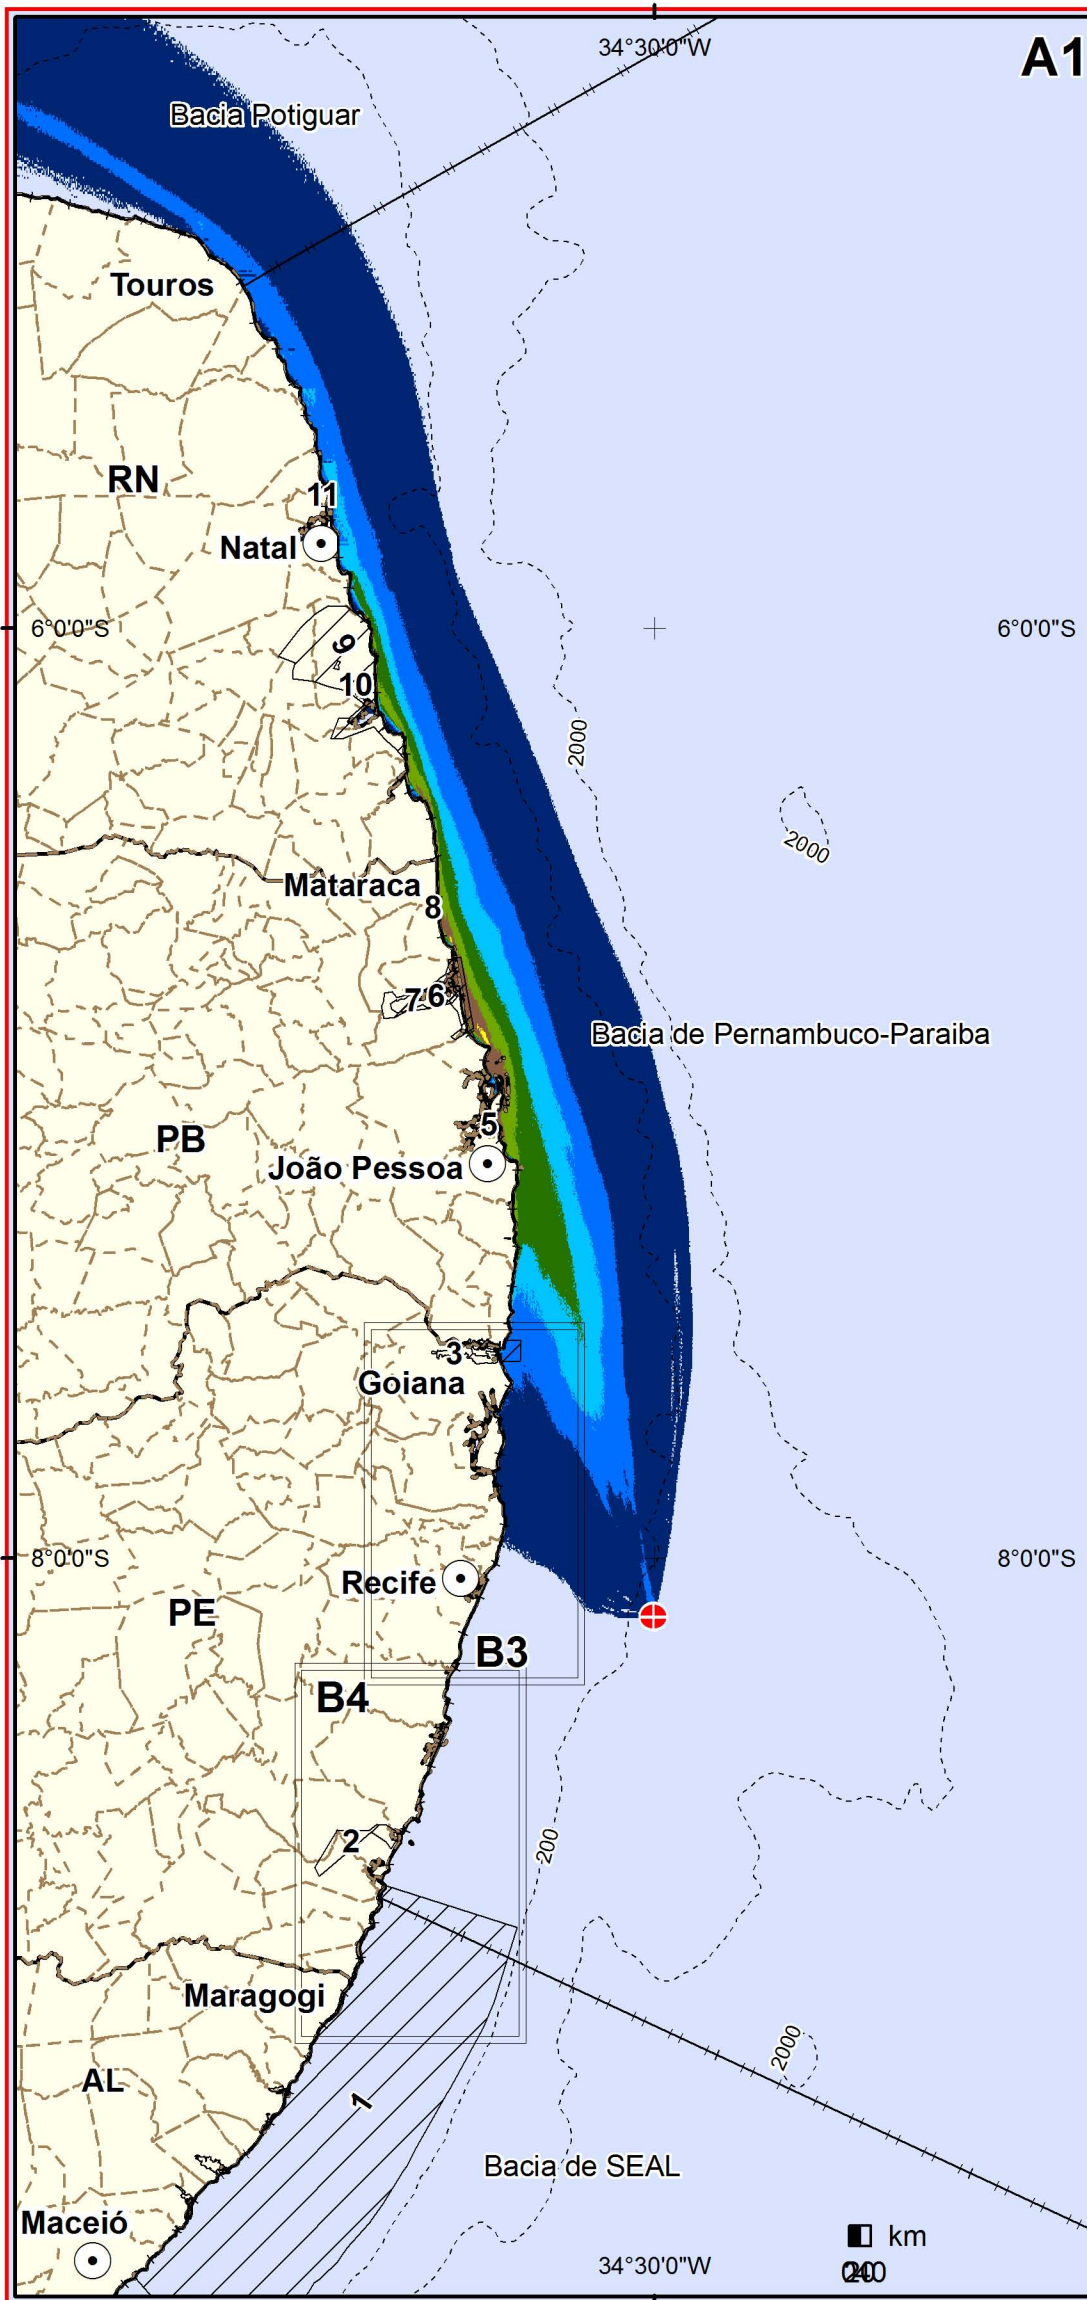 34°30'0"W
A1
Bacia Potiguar
Touros
RN
11
Natal
6°0'0"S
6°0'0"S
9
10
2000
2000
Mataraca
8
7
6
Bacia de Pernambuco-Paraiba
5
PB
João Pessoa
3
Goiana
8°0'0"S
8°0'0"S
Recife
PE
B3
B4
2
200
Maragogi
2000
AL
1
Bacia de SEAL
Maceió
km
34°30'0"W